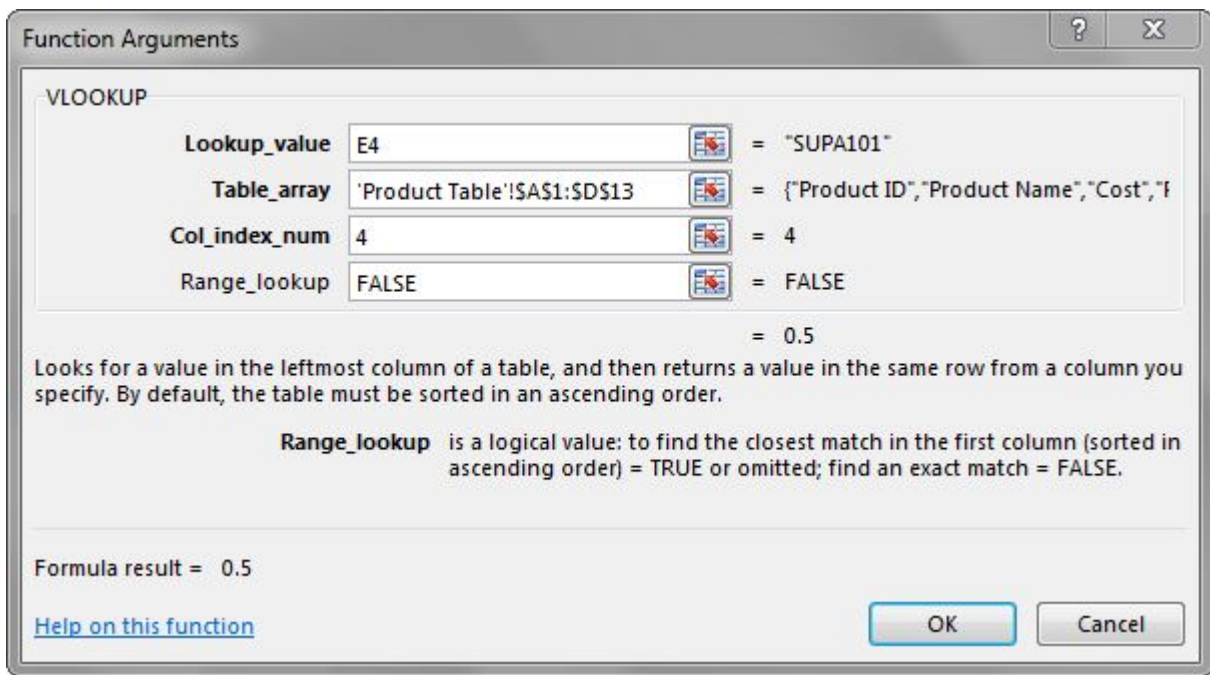 Function Arguments
VLOOKUP
Lookup_value E4 = "SUPA101"
Table_array 'Product Table'!$A$1:$D$13 = {"Product ID","Product Name","Cost","
Col_index_num 4 = 4
Range_lookup FALSE = FALSE
= 0.5
Looks for a value in the leftmost column of a table, and then returns a value in the same row from a column you
specify. By default, the table must be sorted in an ascending order.
Range_lookup is a logical value: to find the closest match in the first column (sorted in
ascending order) = TRUE or omitted; find an exact match = FALSE.
Formula result = 0.5
Help on this function
OK Cancel